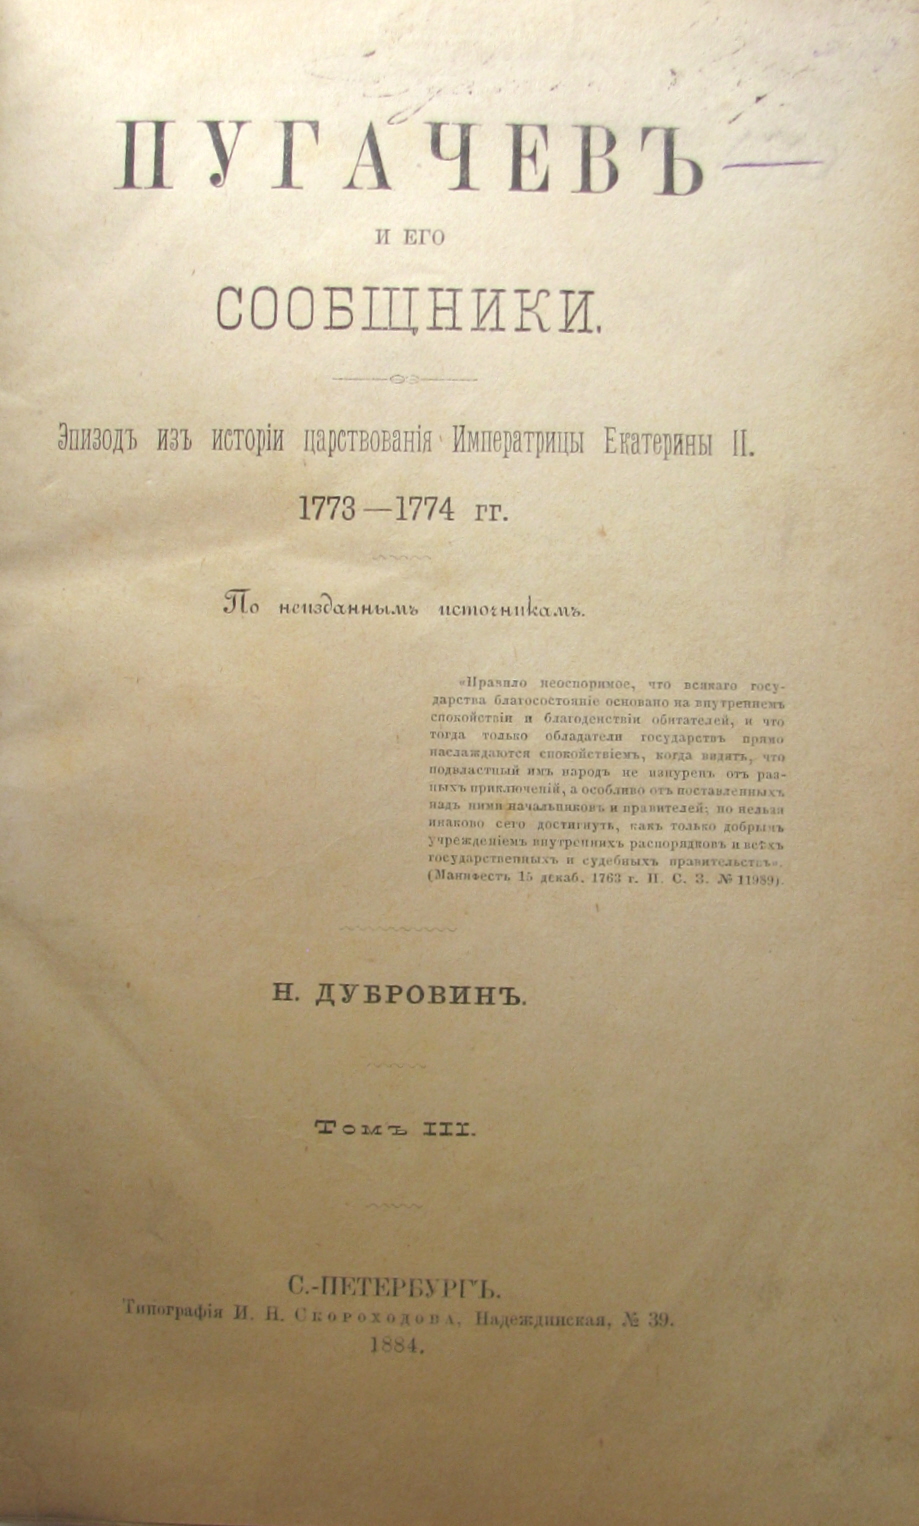 ПУГАЧЕВЪ
И ЕГО
СООБЩНИКИ.
Эпизодъ изъ исторіи царствованія Императрицы Екатерины II.
1773—1774 гг.
По неизданнымъ источникамъ.
«Правило неоспоримое, что всякаго госу-
дарства благосостояніе основано на внутреннемъ
спокойствіи и благоденствіи обитателей, и что
тогда только обладатели государствъ прямо
наслаждаются спокойствіемъ, когда видятъ, что
подвластный имъ народъ не изнуренъ отъ раз-
ныхъ приключеній, а особливо отъ поставленныхъ
надъ ними начальниковъ и правителей; но нельзя
инаково сего достигнуть, какъ только добрымъ
учрежденіемъ внутреннихъ распорядковъ и всѣхъ
государственныхъ и судебныхъ правительствъ».
(Манифестъ 15 декаб. 1763 г. П. С. З. № 11989).
Н. ДУБРОВИНЪ.
Томъ III.
С.-ПЕТЕРБУРГЪ.
Типографія И. Н. Скороходова, Надеждинская, № 39.
1884.